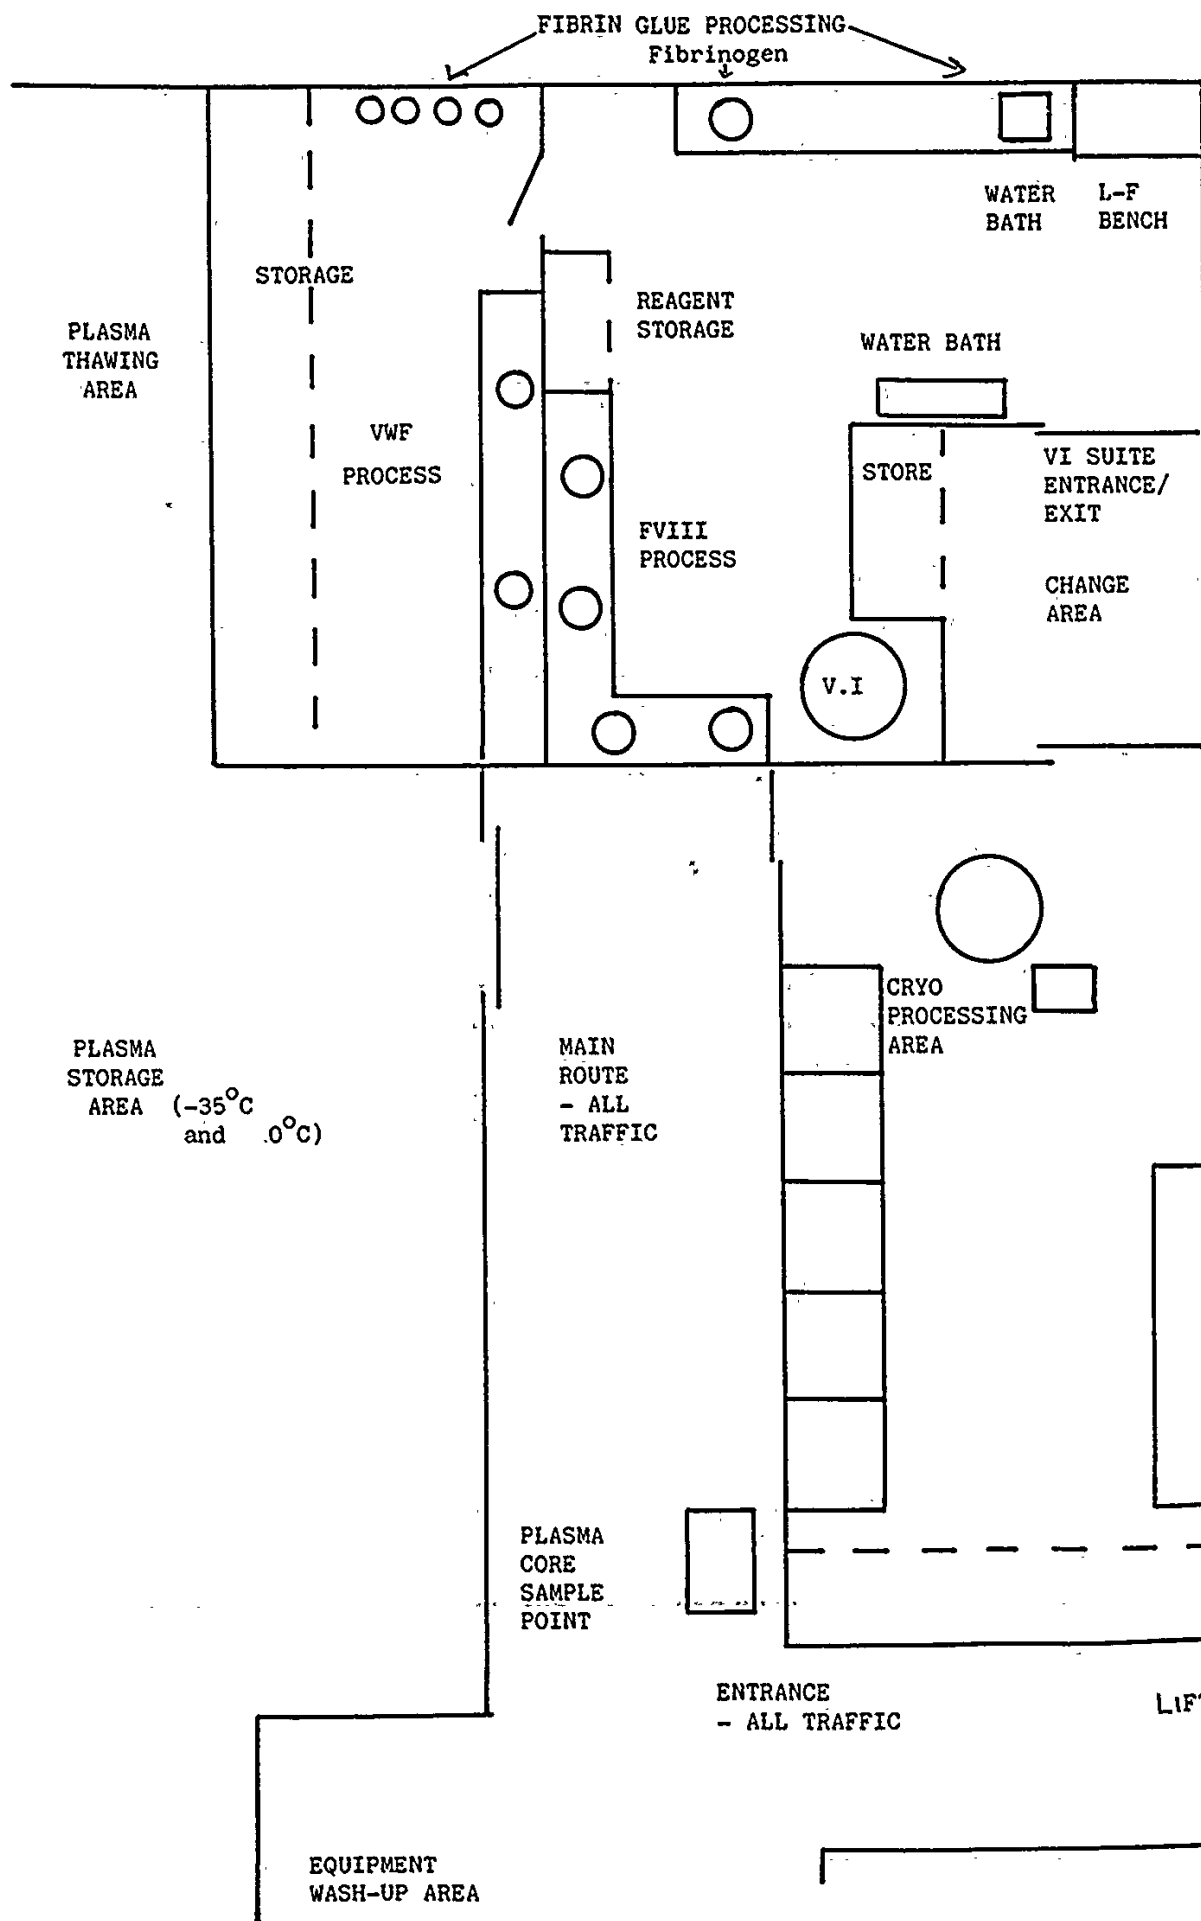 FIBRIN GLUE PROCESSING
Fibrinogen
WATER
BATH
L-F
BENCH
STORAGE
REAGENT
STORAGE
PLASMA
THAWING
AREA
WATER BATH
VWF
PROCESS
STORE
VI SUITE
ENTRANCE/
EXIT
FVIII
PROCESS
CHANGE
AREA
V.I
CRYO
PROCESSING
AREA
PLASMA
STORAGE
AREA (-35°C
and .0°C)
MAIN
ROUTE
- ALL
TRAFFIC
PLASMA
CORE
SAMPLE
POINT
ENTRANCE
- ALL TRAFFIC
EQUIPMENT
WASH-UP AREA